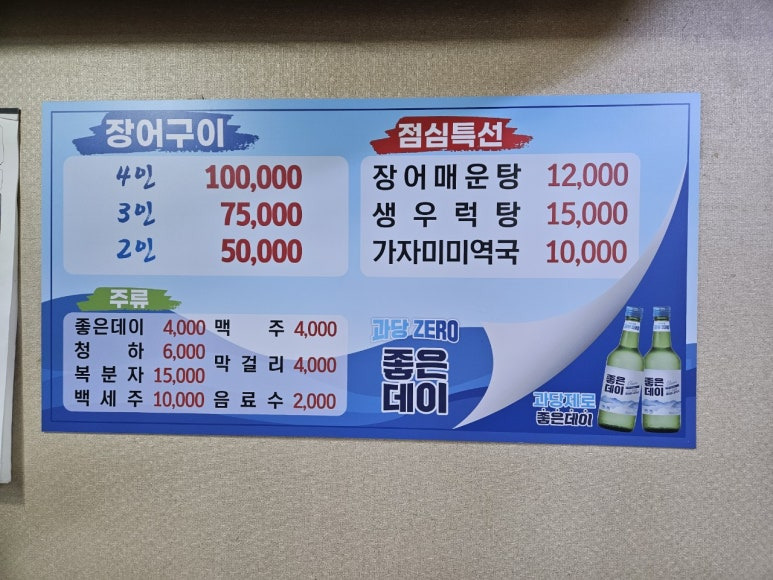 장어구이
4인 100,000
3인 75,000
2인 50,000
점심특선
장어매운탕 12,000
생우럭탕 15,000
가자미미역국 10,000
주류
좋은데이 4,000
청하 6,000
복분자 15,000
백세주 10,000
맥주 4,000
막걸리 4,000
음료수 2,000
과당 ZERO
좋은
데이
과당제로
좋은데이
좋은
데이
좋은
데이